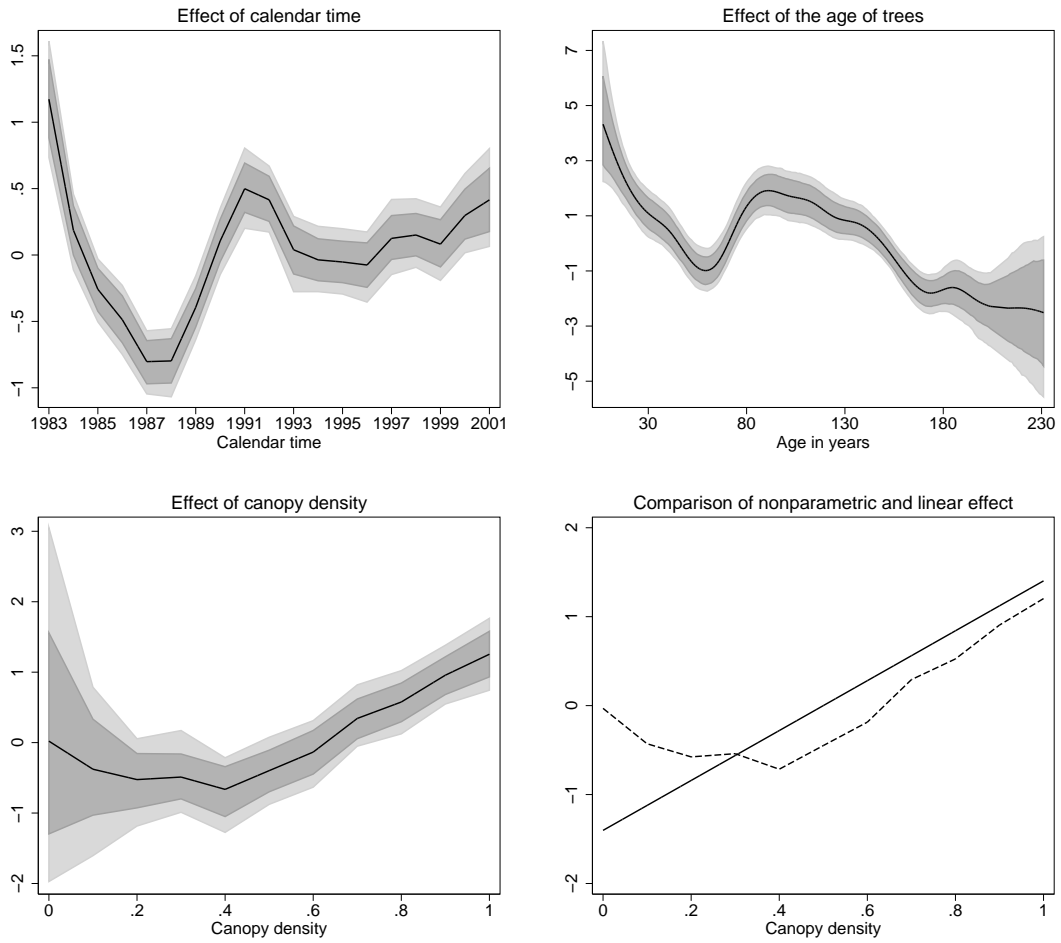 Effect of calendar time
1.5
1
.5
0
−.5
−1
1983 1985 1987 1989 1991 1993 1995 1997 1999 2001
Calendar time
Effect of the age of trees
7
5
3
1
−1
−3
−5
30 80 130 180 230
Age in years
Effect of canopy density
3
2
1
0
−1
−2
0 .2 .4 .6 .8 1
Canopy density
Comparison of nonparametric and linear effect
2
1
0
−1
−2
0 .2 .4 .6 .8 1
Canopy density